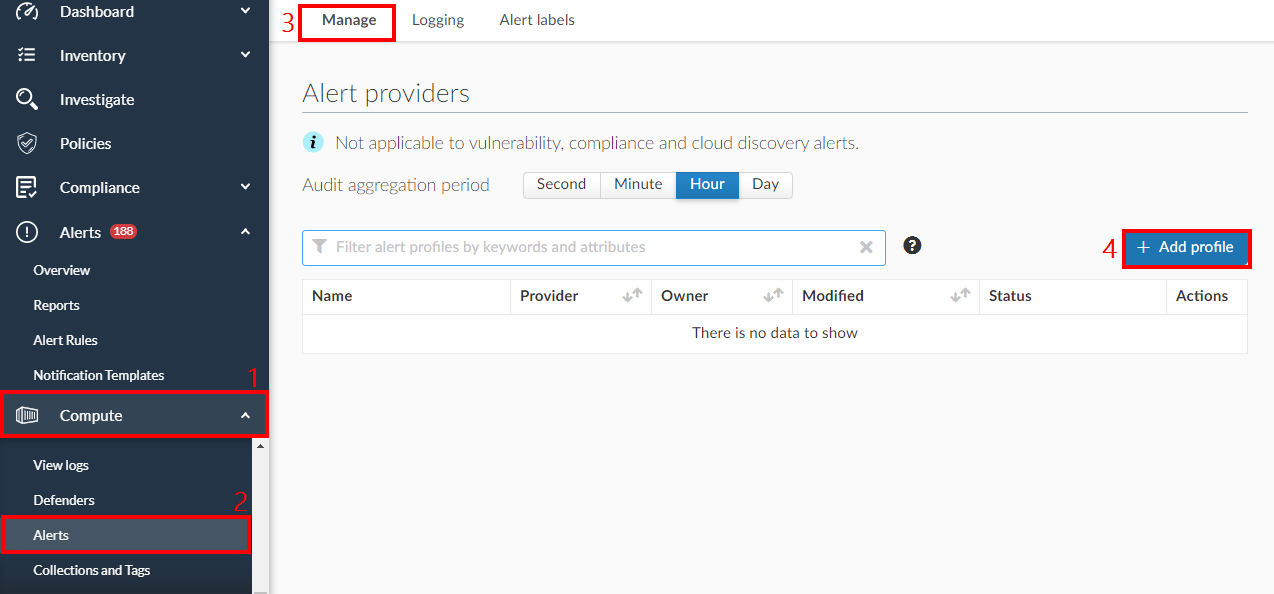 Dashboard
Inventory
Investigate
Policies
Compliance
Alerts 188
Overview
Reports
Alert Rules
Notification Templates
1
Compute
View logs
Defenders
2
Alerts
Collections and Tags
3 Manage Logging Alert labels
Alert providers
i Not applicable to vulnerability, compliance and cloud discovery alerts.
Audit aggregation period Second Minute Hour Day
Filter alert profiles by keywords and attributes ? 4 + Add profile
Name Provider Owner Modified Status Actions
There is no data to show